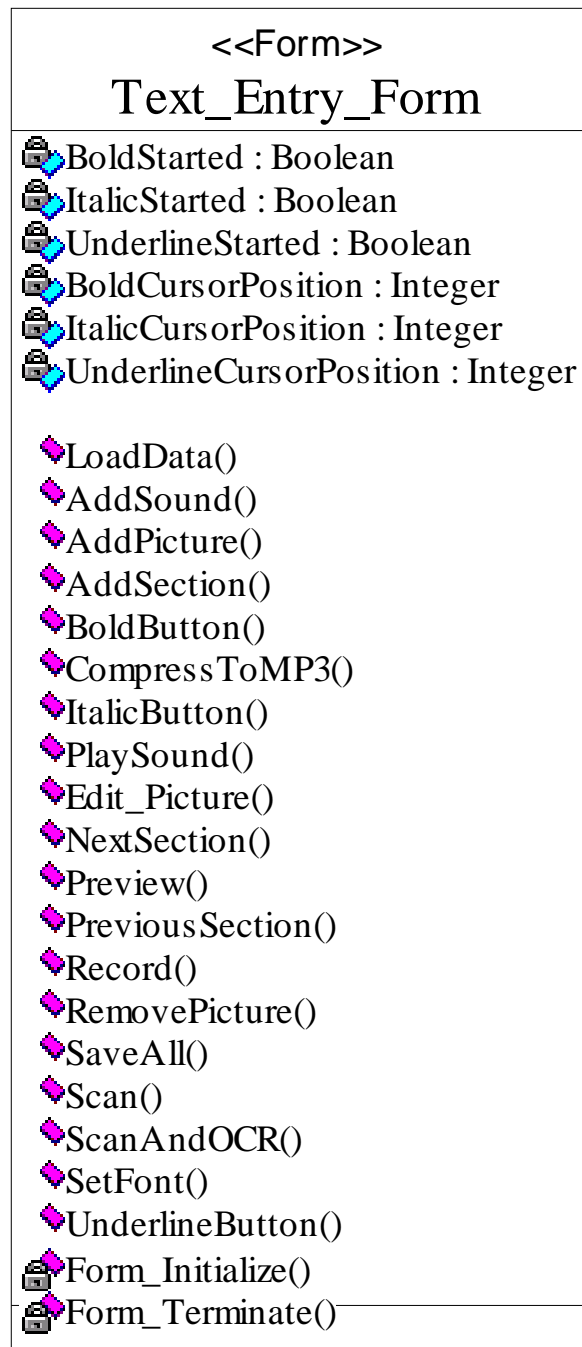 <<Form>>
Text_Entry_Form
BoldStarted : Boolean
ItalicStarted : Boolean
UnderlineStarted : Boolean
BoldCursorPosition : Integer
ItalicCursorPosition : Integer
UnderlineCursorPosition : Integer
LoadData()
AddSound()
AddPicture()
AddSection()
BoldButton()
CompressToMP3()
ItalicButton()
PlaySound()
Edit_Picture()
NextSection()
Preview()
PreviousSection()
Record()
RemovePicture()
SaveAll()
Scan()
ScanAndOCR()
SetFont()
UnderlineButton()
Form_Initialize()
Form_Terminate()